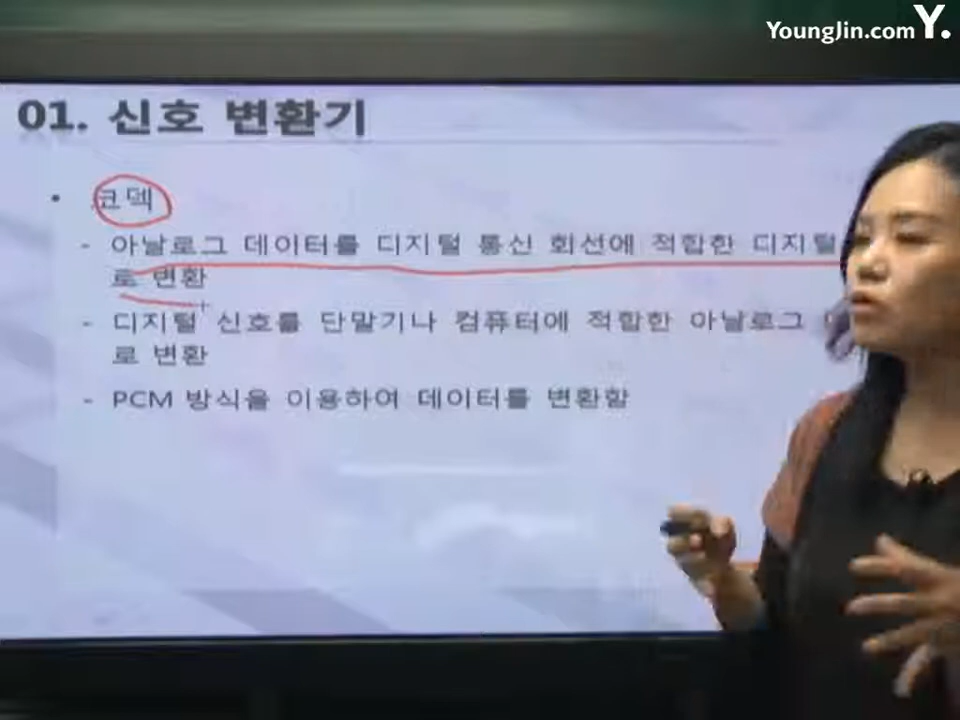 YoungJin.com Y.
01. 신호 변환기
• 코덱
- 아날로그 데이터를 디지털 통신 회선에 적합한 디지털
로 변환
- 디지털 신호를 단말기나 컴퓨터에 적합한 아날로그
로 변환
- PCM 방식을 이용하여 데이터를 변환함